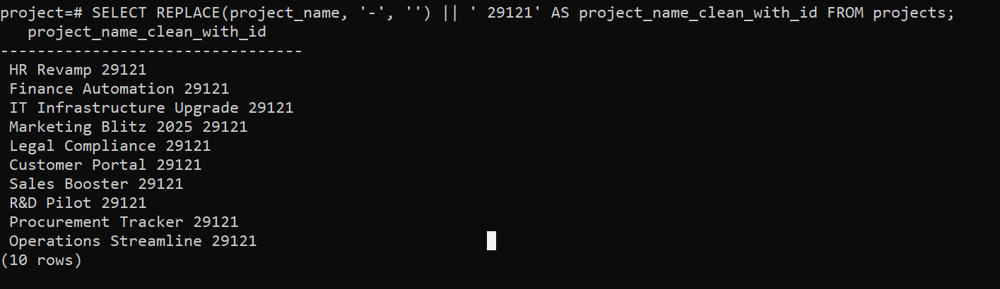 project=# SELECT REPLACE(project_name, '-', '') || ' 29121' AS project_name_clean_with_id FROM projects;
   project_name_clean_with_id
---------------------------------
 HR Revamp 29121
 Finance Automation 29121
 IT Infrastructure Upgrade 29121
 Marketing Blitz 2025 29121
 Legal Compliance 29121
 Customer Portal 29121
 Sales Booster 29121
 R&D Pilot 29121
 Procurement Tracker 29121
 Operations Streamline 29121
(10 rows)